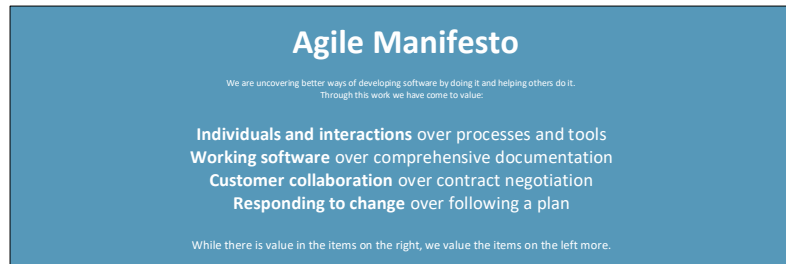 Agile Manifesto
We are uncovering better ways of developing software by doing it and helping others do it.
Through this work we have come to value:
Individuals and interactions over processes and tools
Working software over comprehensive documentation
Customer collaboration over contract negotiation
Responding to change over following a plan
While there is value in the items on the right, we value the items on the left more.